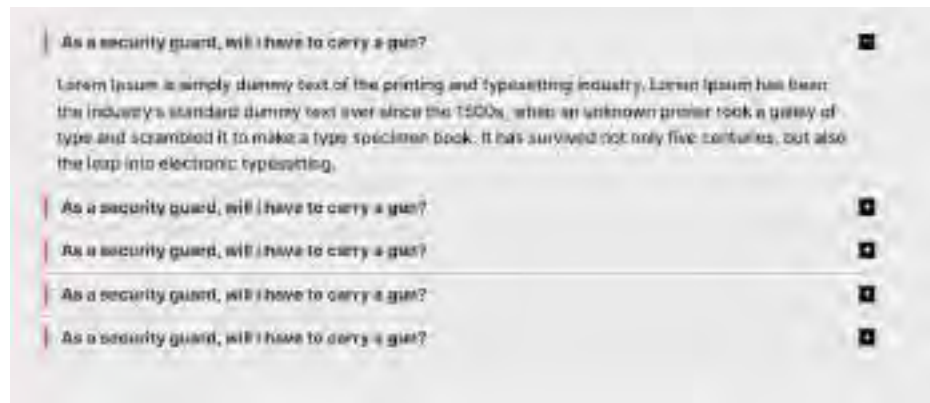 As a security guard, will i have to carry a gun?
Lorem Ipsum is simply dummy text of the printing and typesetting industry. Lorem Ipsum has been
the industry's standard dummy text ever since the 1500s, when an unknown printer took a galley of
type and scrambled it to make a type specimen book. It has survived not only five centuries, but also
the leap into electronic typesetting.
As a security guard, will i have to carry a gun?
As a security guard, will i have to carry a gun?
As a security guard, will i have to carry a gun?
As a security guard, will i have to carry a gun?